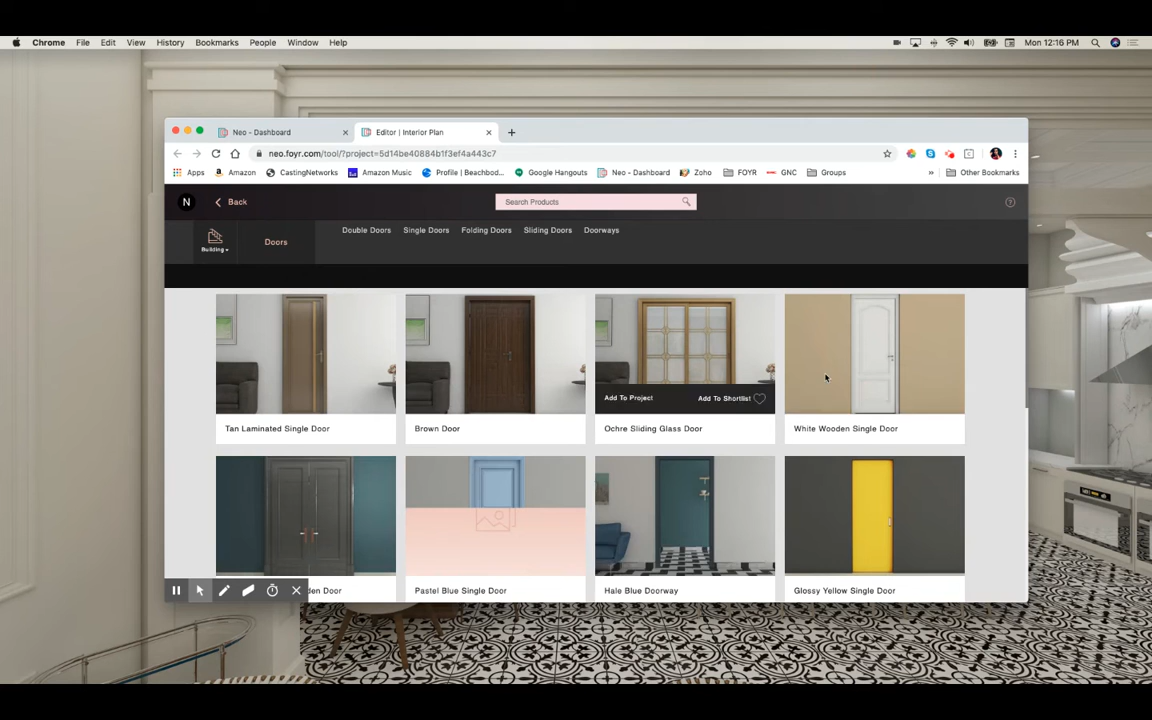 Chrome File Edit View History Bookmarks People Window Help Mon 12:16 PM
Neo - Dashboard Editor | Interior Plan
neo.foyr.com/tool/?project=5d14be40884b1f3ef4a443c7
Apps Amazon CastingNetworks Amazon Music Profile | Beachbod... Google Hangouts Neo - Dashboard Zoho FOYR GNC Groups » Other Bookmarks
N Back Search Products
Building Doors Double Doors Single Doors Folding Doors Sliding Doors Doorways
Add To Project Add To Shortlist
Tan Laminated Single Door Brown Door Ochre Sliding Glass Door White Wooden Single Door
den Door Pastel Blue Single Door Hale Blue Doorway Glossy Yellow Single Door